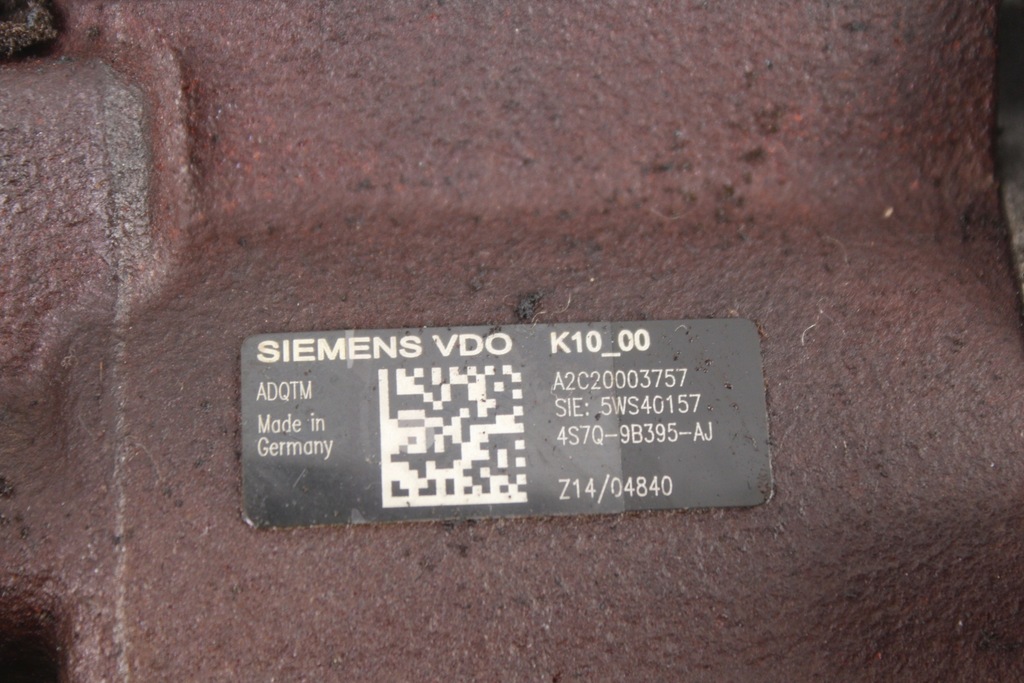 SIEMENS VDO K10_00
ADQTM
Made in
Germany
A2C20003757
SIE: 5WS40157
4S7Q-9B395-AJ
Z14/04840